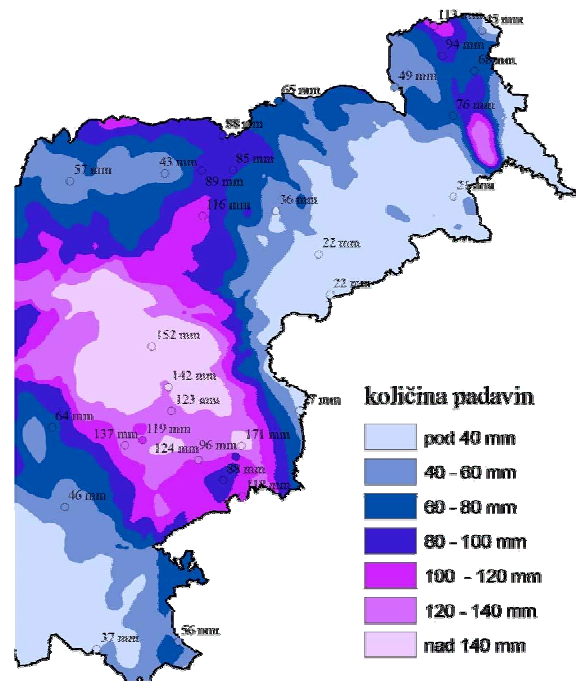 113 mm
45 mm
94 mm
49 mm
76 mm
65 mm
88 mm
85 mm
43 mm
57 mm
89 mm
116 mm
36 mm
22 mm
22 mm
152 mm
142 mm
123 mm
64 mm
119 mm
137 mm
124 mm
96 mm
171 mm
88 mm
118 mm
46 mm
56 mm
37 mm
količina padavin
pod 40 mm
40 - 60 mm
60 - 80 mm
80 - 100 mm
100 - 120 mm
120 - 140 mm
nad 140 mm